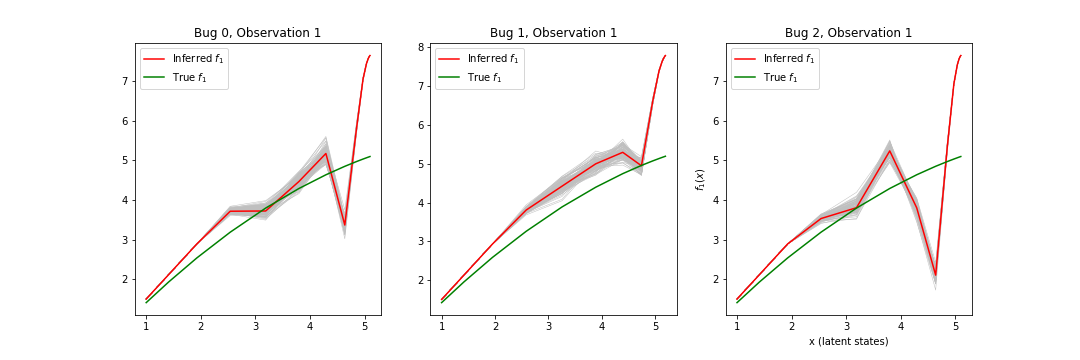 Bug 0, Observation 1
Inferred f₁
True f₁
7
6
5
4
3
2
1 2 3 4 5
Bug 1, Observation 1
Inferred f₁
True f₁
8
7
6
5
4
3
2
1 2 3 4 5
Bug 2, Observation 1
Inferred f₁
True f₁
f₁(x)
7
6
5
4
3
2
1 2 3 4 5
x (latent states)